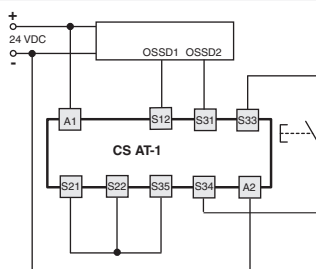 +
24 VDC
-
OSSD1 OSSD2
A1 S12 S31 S33
CS AT-1
S21 S22 S35 S34 A2